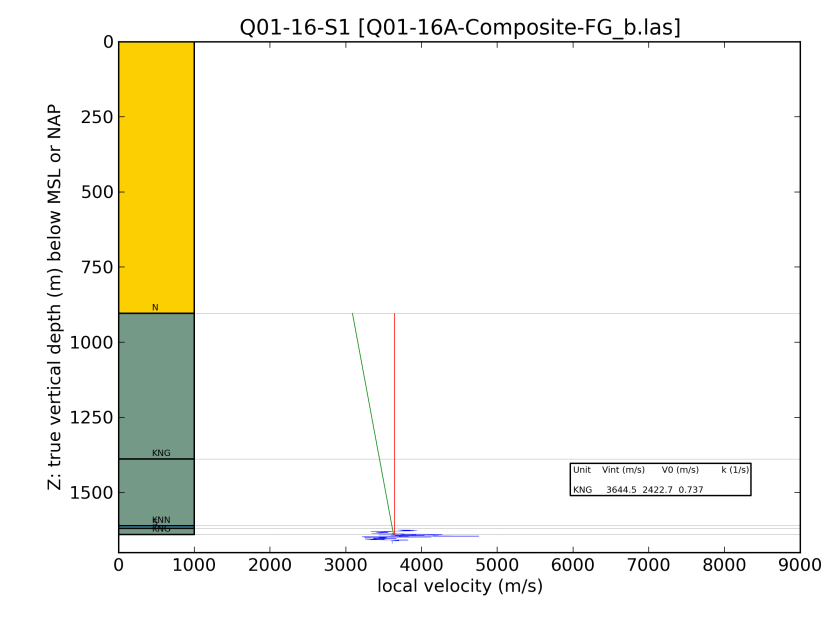 Q01-16-S1 [Q01-16A-Composite-FG_b.las]
Z: true vertical depth (m) below MSL or NAP
0
250
500
750
1000
1250
1500
N
KNG
KNN
KNG
Unit Vint (m/s) V0 (m/s) k (1/s)
KNG 3644.5 2422.7 0.737
0 1000 2000 3000 4000 5000 6000 7000 8000 9000
local velocity (m/s)